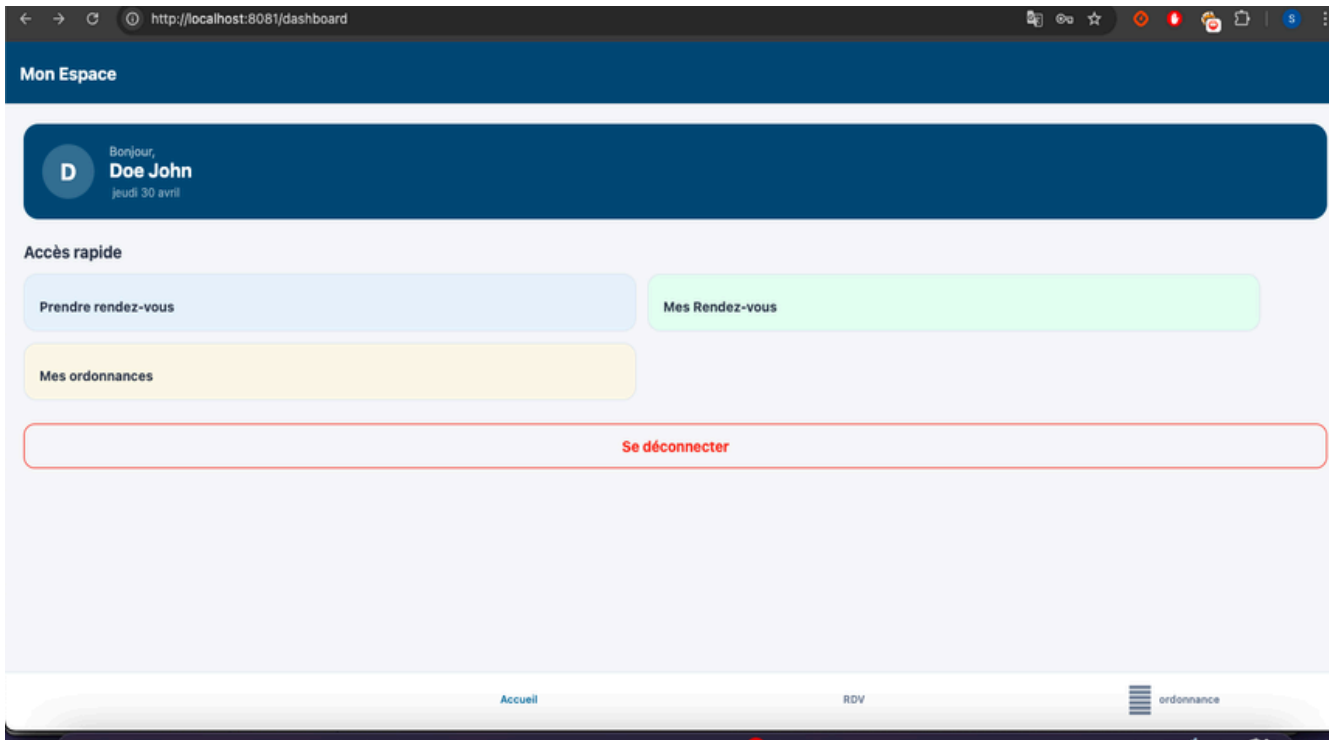 http://localhost:8081/dashboard
S
Mon Espace
D
Bonjour,
Doe John
jeudi 30 avril
Accès rapide
Prendre rendez-vous
Mes Rendez-vous
Mes ordonnances
Se déconnecter
Accueil
RDV
ordonnance